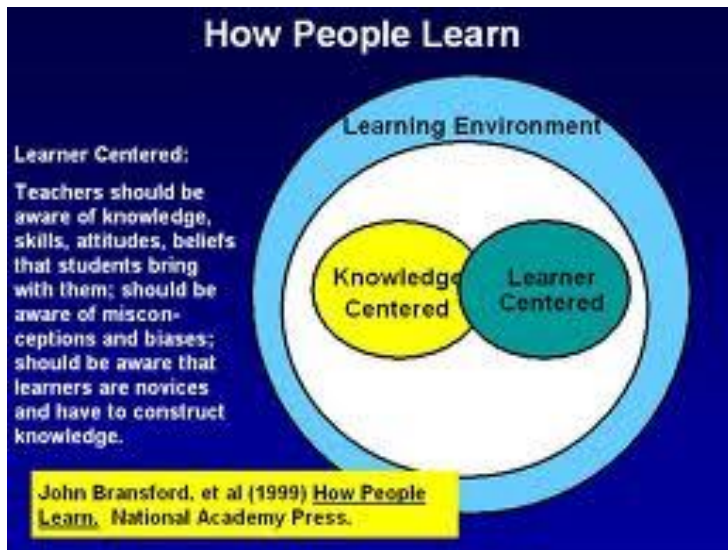 How People Learn
Learning Environment
Learner Centered:
Teachers should be
aware of knowledge,
skills, attitudes, beliefs
that students bring
with them; should be
aware of miscon-
ceptions and biases;
should be aware that
learners are novices
and have to construct
knowledge.
Knowledge
Centered
Learner
Centered
John Bransford, et al (1999) How People
Learn. National Academy Press.